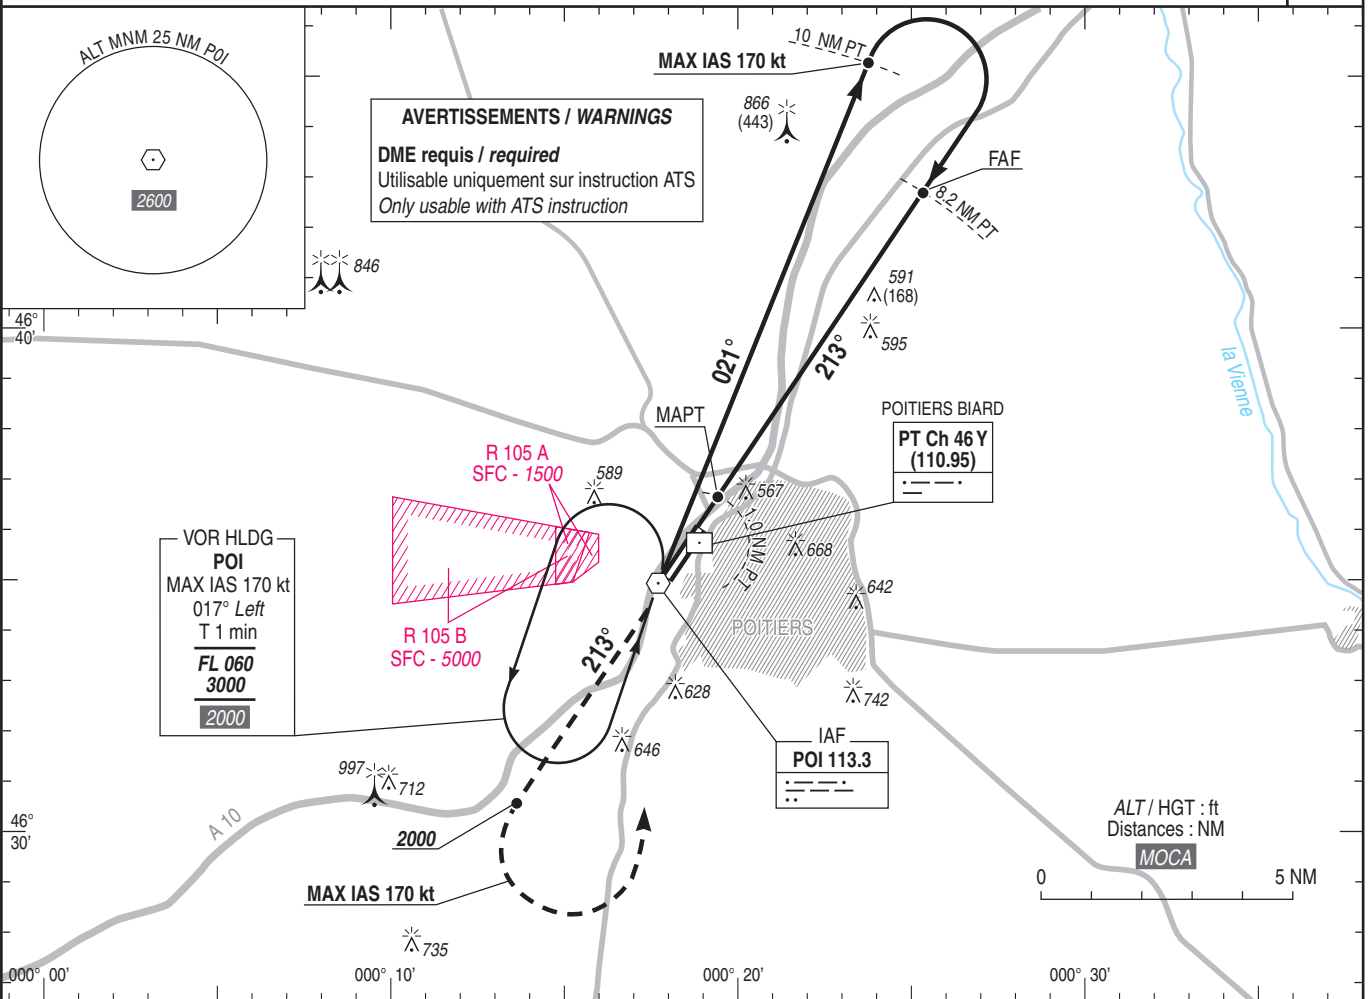 ALT MNM 25 NM POI
2600
AVERTISSEMENTS / WARNINGS
DME requis / required
Utilisable uniquement sur instruction ATS
Only usable with ATS instruction
10 NM PT
MAX IAS 170 kt
866
(443)
FAF
8.2 NM PT
846
591
(168)
595
46°
40'
021°
213°
la Vienne
MAPT
POITIERS BIARD
PT Ch 46 Y
(110.95)
R 105 A
SFC - 1500
589
567
1.0 NM PT
668
642
VOR HLDG
POI
MAX IAS 170 kt
017° Left
T 1 min
FL 060
3000
2000
R 105 B
SFC - 5000
213°
POITIERS
628
742
646
IAF
POI 113.3
997
712
A 10
2000
46°
30'
MAX IAS 170 kt
735
ALT / HGT : ft
Distances : NM
MOCA
0
5 NM
000° 00'
000° 10'
000° 20'
000° 30'